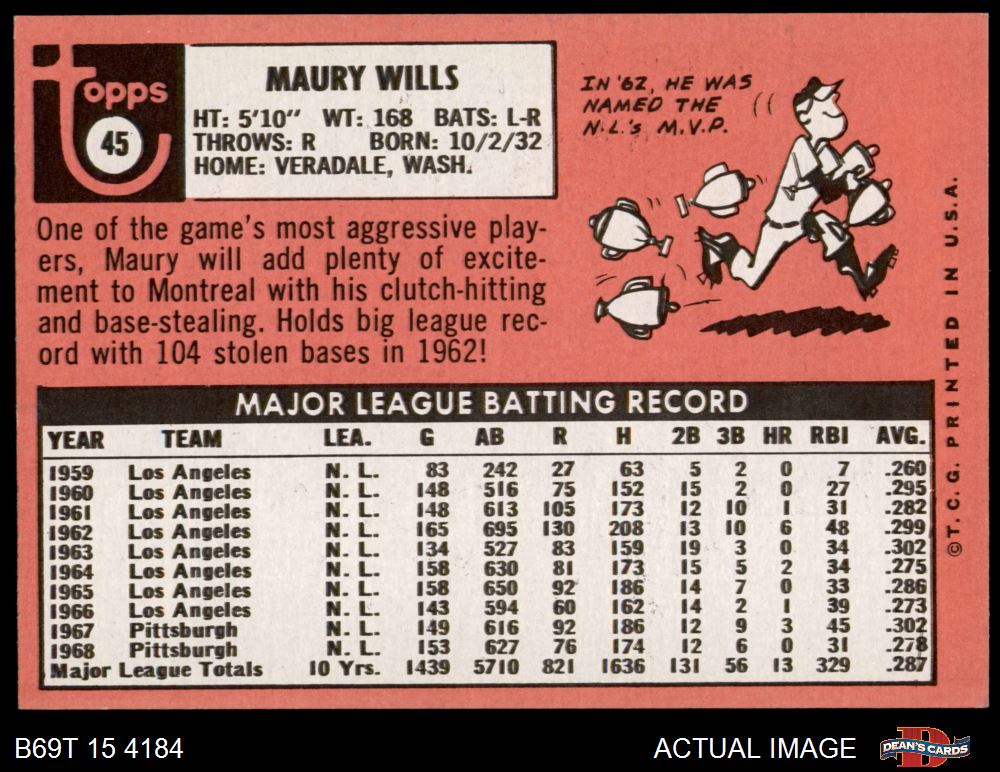 Topps
45
MAURY WILLS
HT: 5'10" WT: 168 BATS: L-R
THROWS: R BORN: 10/2/32
HOME: VERADALE, WASH.
IN '62, HE WAS
NAMED THE
N.L.'s M.V.P.
One of the game's most aggressive play-
ers, Maury will add plenty of excite-
ment to Montreal with his clutch-hitting
and base-stealing. Holds big league rec-
ord with 104 stolen bases in 1962!
MAJOR LEAGUE BATTING RECORD
YEAR TEAM LEA. G AB R H 2B 3B HR RBI AVG.
1959 Los Angeles N. L. 83 242 27 63 5 2 0 7 .260
1960 Los Angeles N. L. 148 516 75 152 15 2 0 27 .295
1961 Los Angeles N. L. 148 613 105 173 12 10 1 31 .282
1962 Los Angeles N. L. 165 695 130 208 13 10 6 48 .299
1963 Los Angeles N. L. 134 527 83 159 19 3 0 34 .302
1964 Los Angeles N. L. 158 630 81 173 15 5 2 34 .275
1965 Los Angeles N. L. 158 650 92 186 14 7 0 33 .286
1966 Los Angeles N. L. 143 594 60 162 14 2 1 39 .273
1967 Pittsburgh N. L. 149 616 92 186 12 9 3 45 .302
1968 Pittsburgh N. L. 153 627 76 174 12 6 0 31 .278
Major League Totals 10 Yrs. 1439 5710 821 1636 131 56 13 329 .287
©T.C.G. PRINTED IN U.S.A.
B69T 15 4184
ACTUAL IMAGE
D
DEAN'S CARDS